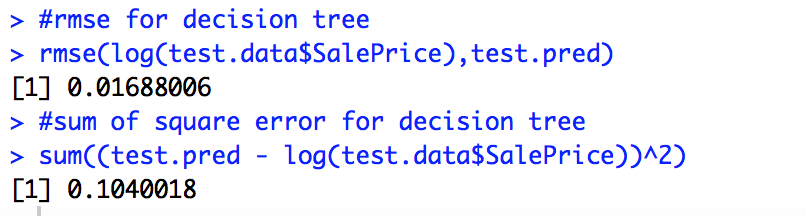 > #rmse for decision tree
> rmse(log(test.data$SalePrice),test.pred)
[1] 0.01688006
> #sum of square error for decision tree
> sum((test.pred - log(test.data$SalePrice))^2)
[1] 0.1040018